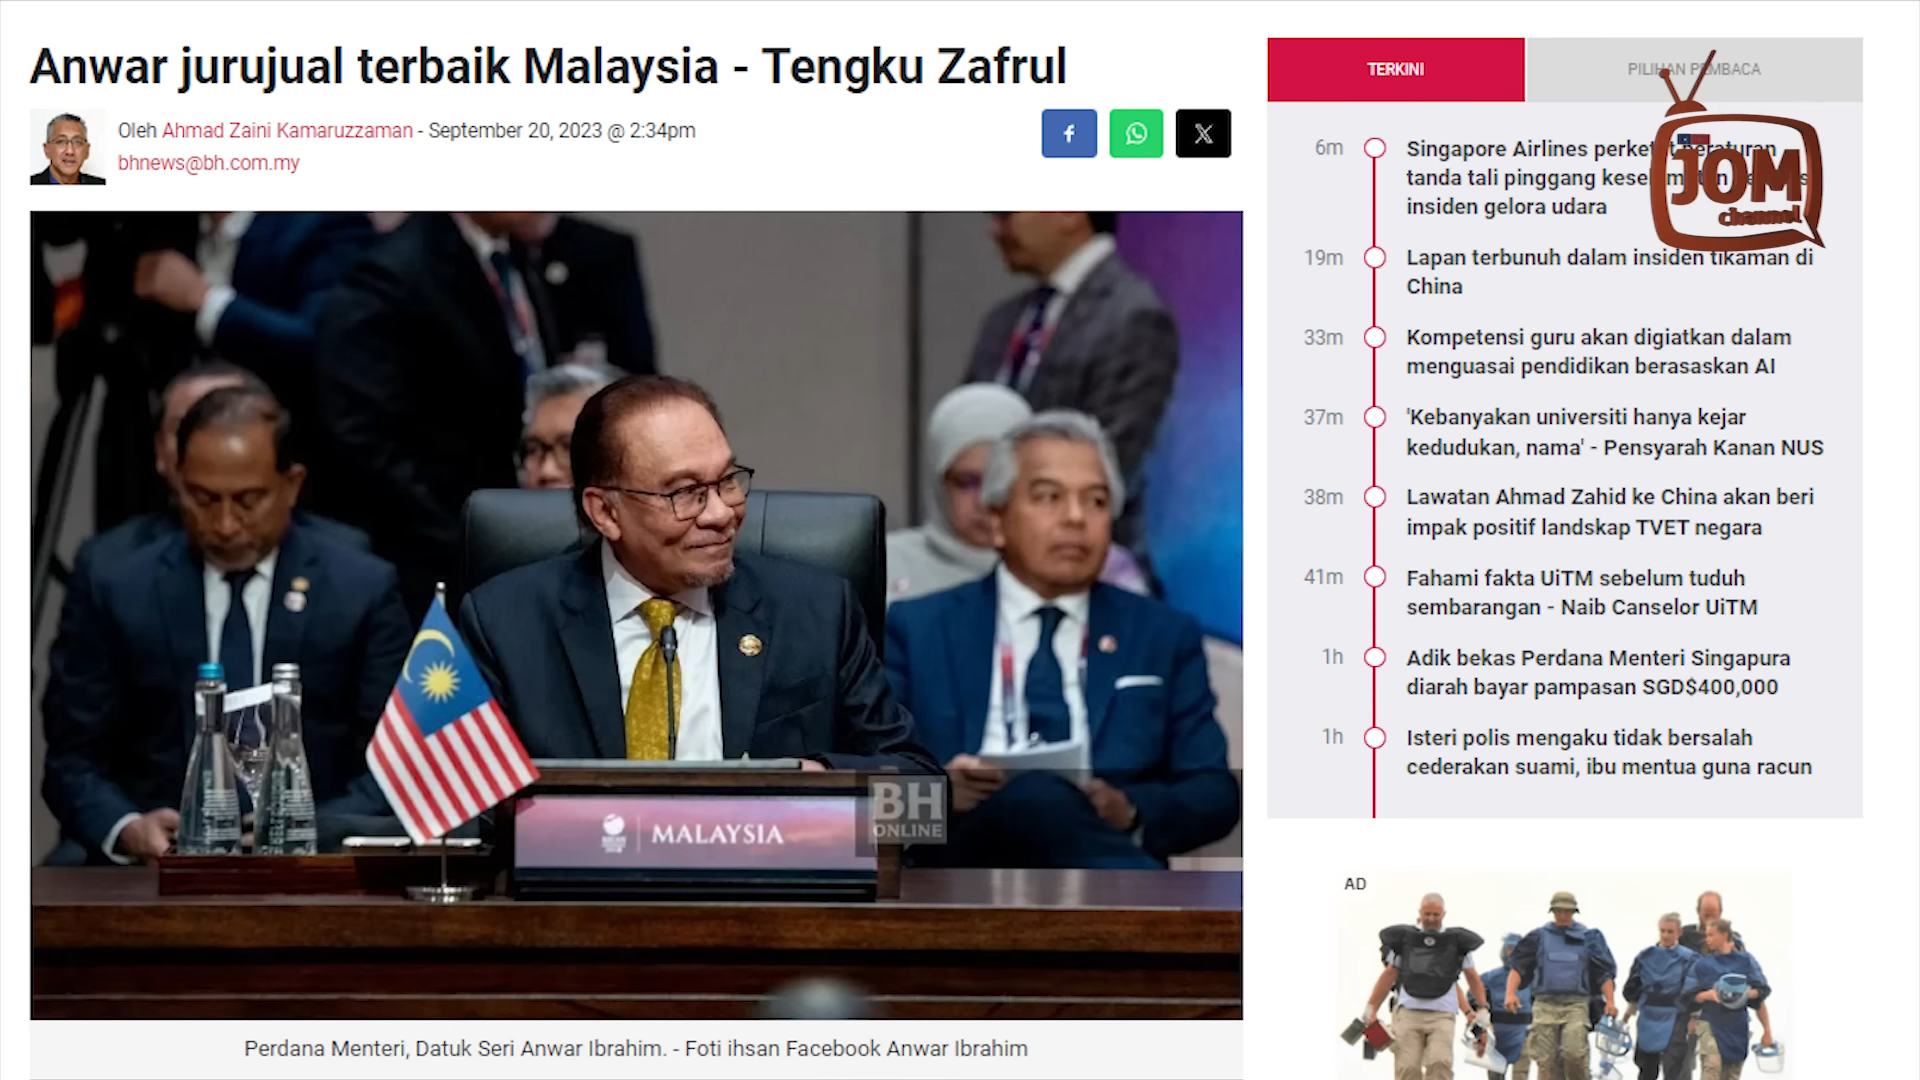 Anwar jurujual terbaik Malaysia - Tengku Zafrul
Oleh Ahmad Zaini Kamaruzzaman - September 20, 2023 @ 2:34pm
bhnews@bh.com.my
MALAYSIA
BH
ONLINE
Perdana Menteri, Datuk Seri Anwar Ibrahim. - Foti ihsan Facebook Anwar Ibrahim
TERKINI
PILIHAN PEMBACA
JOM
channel
6m
Singapore Airlines perketat peraturan
tanda tali pinggang keselamatan
insiden gelora udara
19m
Lapan terbunuh dalam insiden tikaman di
China
33m
Kompetensi guru akan digiatkan dalam
menguasai pendidikan berasaskan AI
37m
'Kebanyakan universiti hanya kejar
kedudukan, nama' - Pensyarah Kanan NUS
38m
Lawatan Ahmad Zahid ke China akan beri
impak positif landskap TVET negara
41m
Fahami fakta UiTM sebelum tuduh
sembarangan - Naib Canselor UiTM
1h
Adik bekas Perdana Menteri Singapura
diarah bayar pampasan SGD$400,000
1h
Isteri polis mengaku tidak bersalah
cederakan suami, ibu mentua guna racun
AD